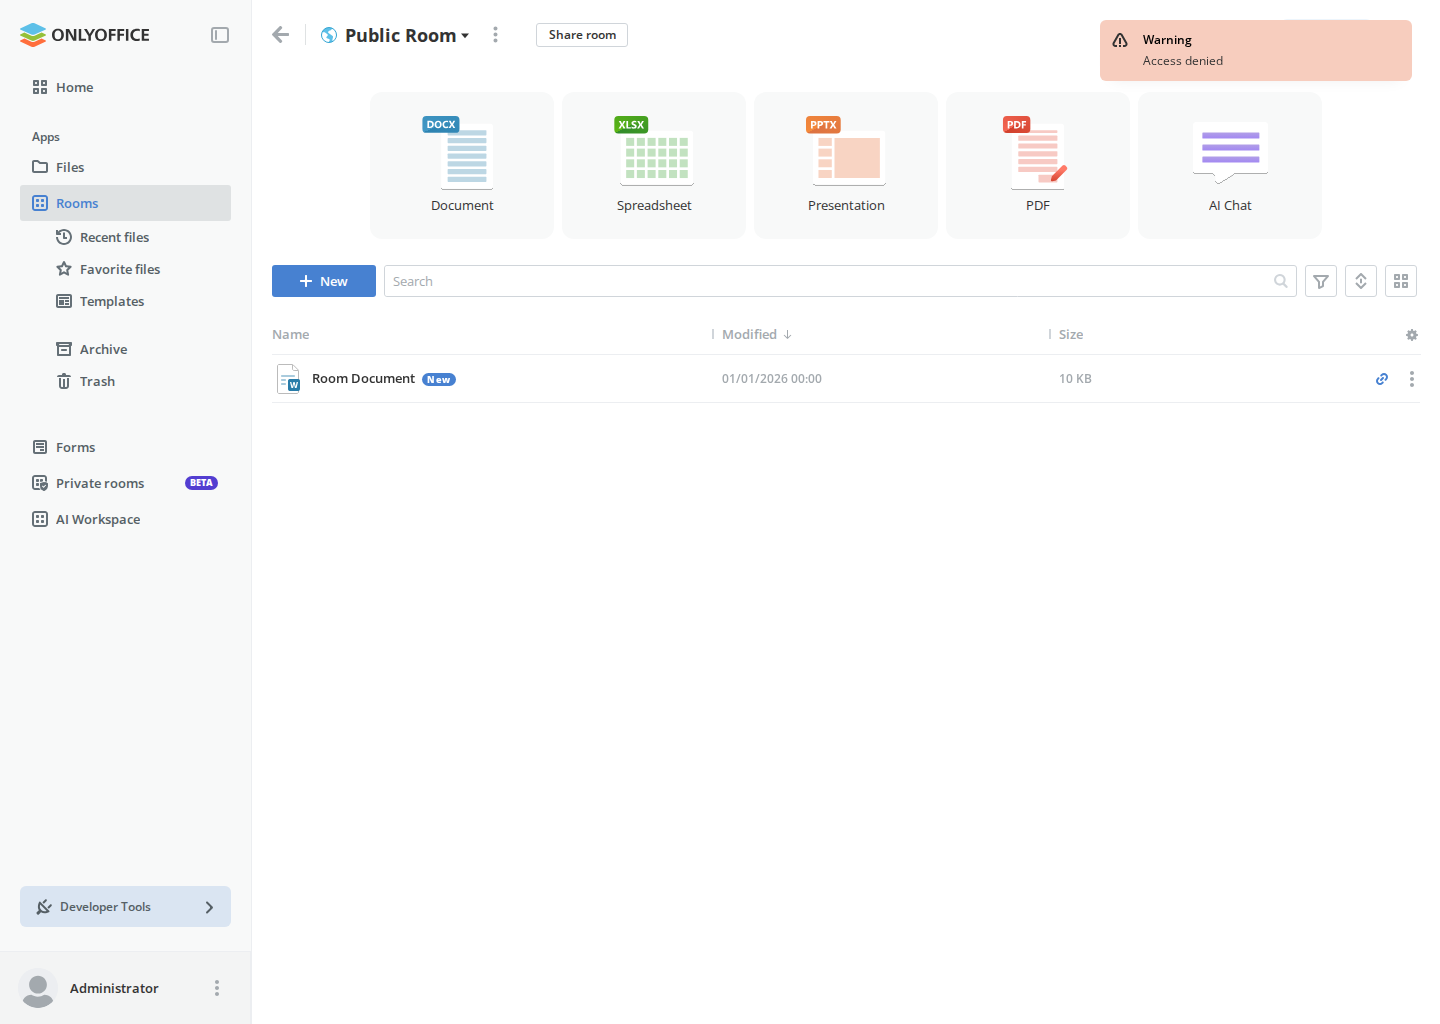 ONLYOFFICE
Home
Apps
Files
Rooms
Recent files
Favorite files
Templates
Archive
Trash
Forms
Private rooms BETA
AI Workspace
Developer Tools
Administrator
Public Room
Share room
Warning
Access denied
DOCX
Document
XLSX
Spreadsheet
PPTX
Presentation
PDF
PDF
AI Chat
New
Search
Name Modified Size
Room Document New 01/01/2026 00:00 10 KB
W